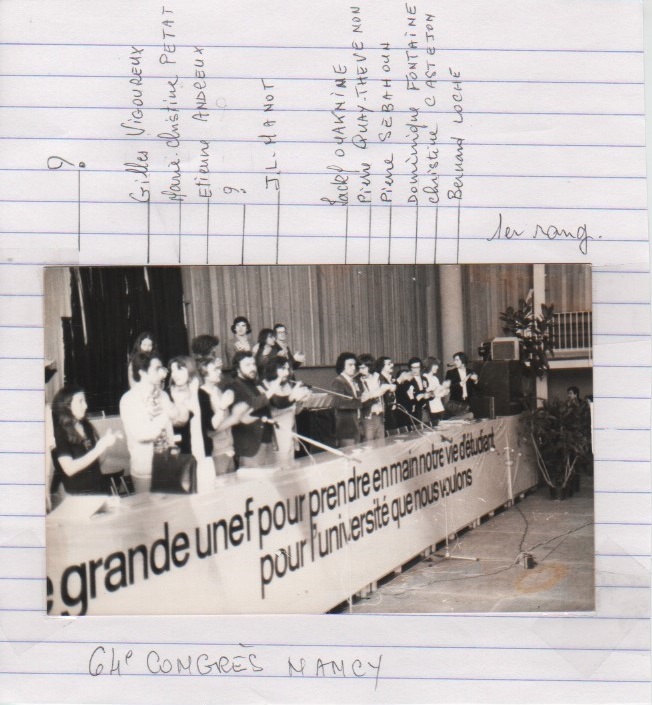 ?
Gilles VIGOUREUX
Marie-Christine PETAT
Etienne ANDREUX
?
J.L. MANOT
Jacky OUAKNINE
Pierre QUAY-THEVENON
Pierre SEBAHOUN
Dominique FONTAINE
Christine CASTEJON
Bernard LOCHE
1er rang.
e grande unef pour prendre en main notre vie d'étudiant
pour l'université que nous voulons
64e CONGRÈS NANCY